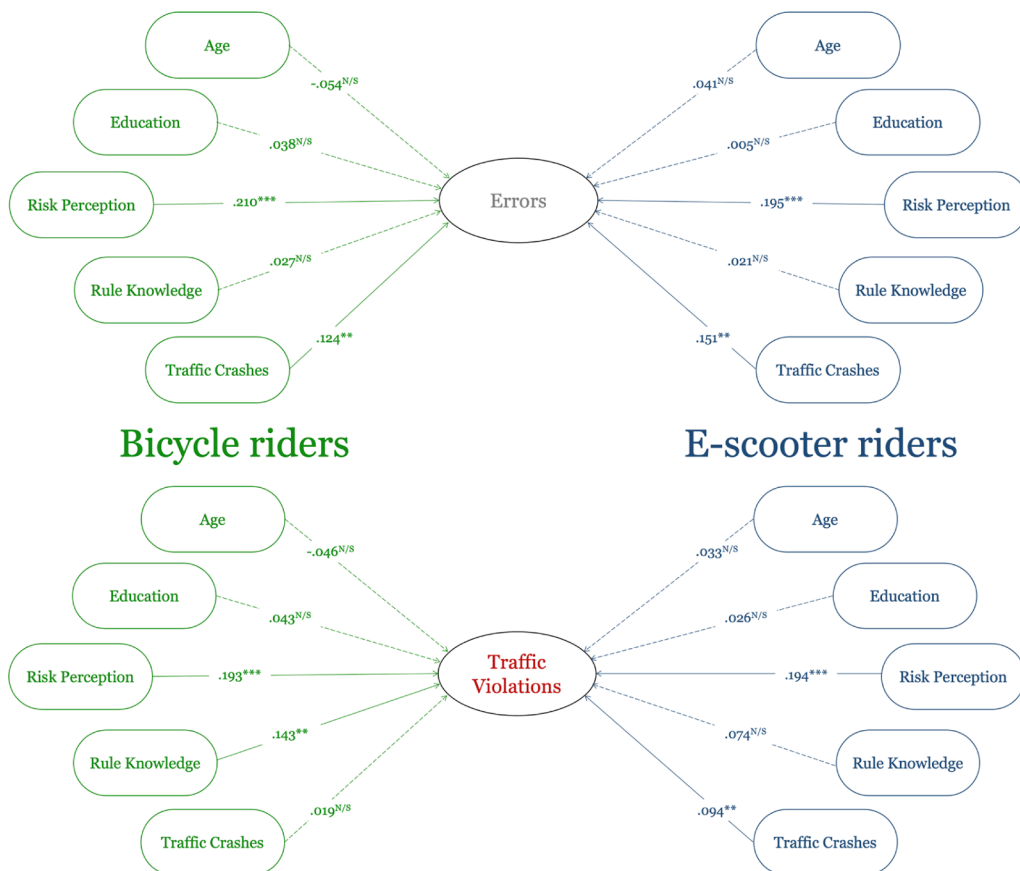 Age
Age
-.054N/S
.041N/S
Education
Education
.038N/S
.005N/S
Risk Perception
.210***
Errors
.195***
Risk Perception
.027N/S
.021N/S
Rule Knowledge
Rule Knowledge
.124**
.151**
Traffic Crashes
Traffic Crashes
Bicycle riders
E-scooter riders
Age
Age
-.046N/S
.033N/S
Education
Education
.043N/S
.026N/S
Risk Perception
.193***
Traffic
Violations
.194***
Risk Perception
.143**
.074N/S
Rule Knowledge
Rule Knowledge
.019N/S
.094**
Traffic Crashes
Traffic Crashes